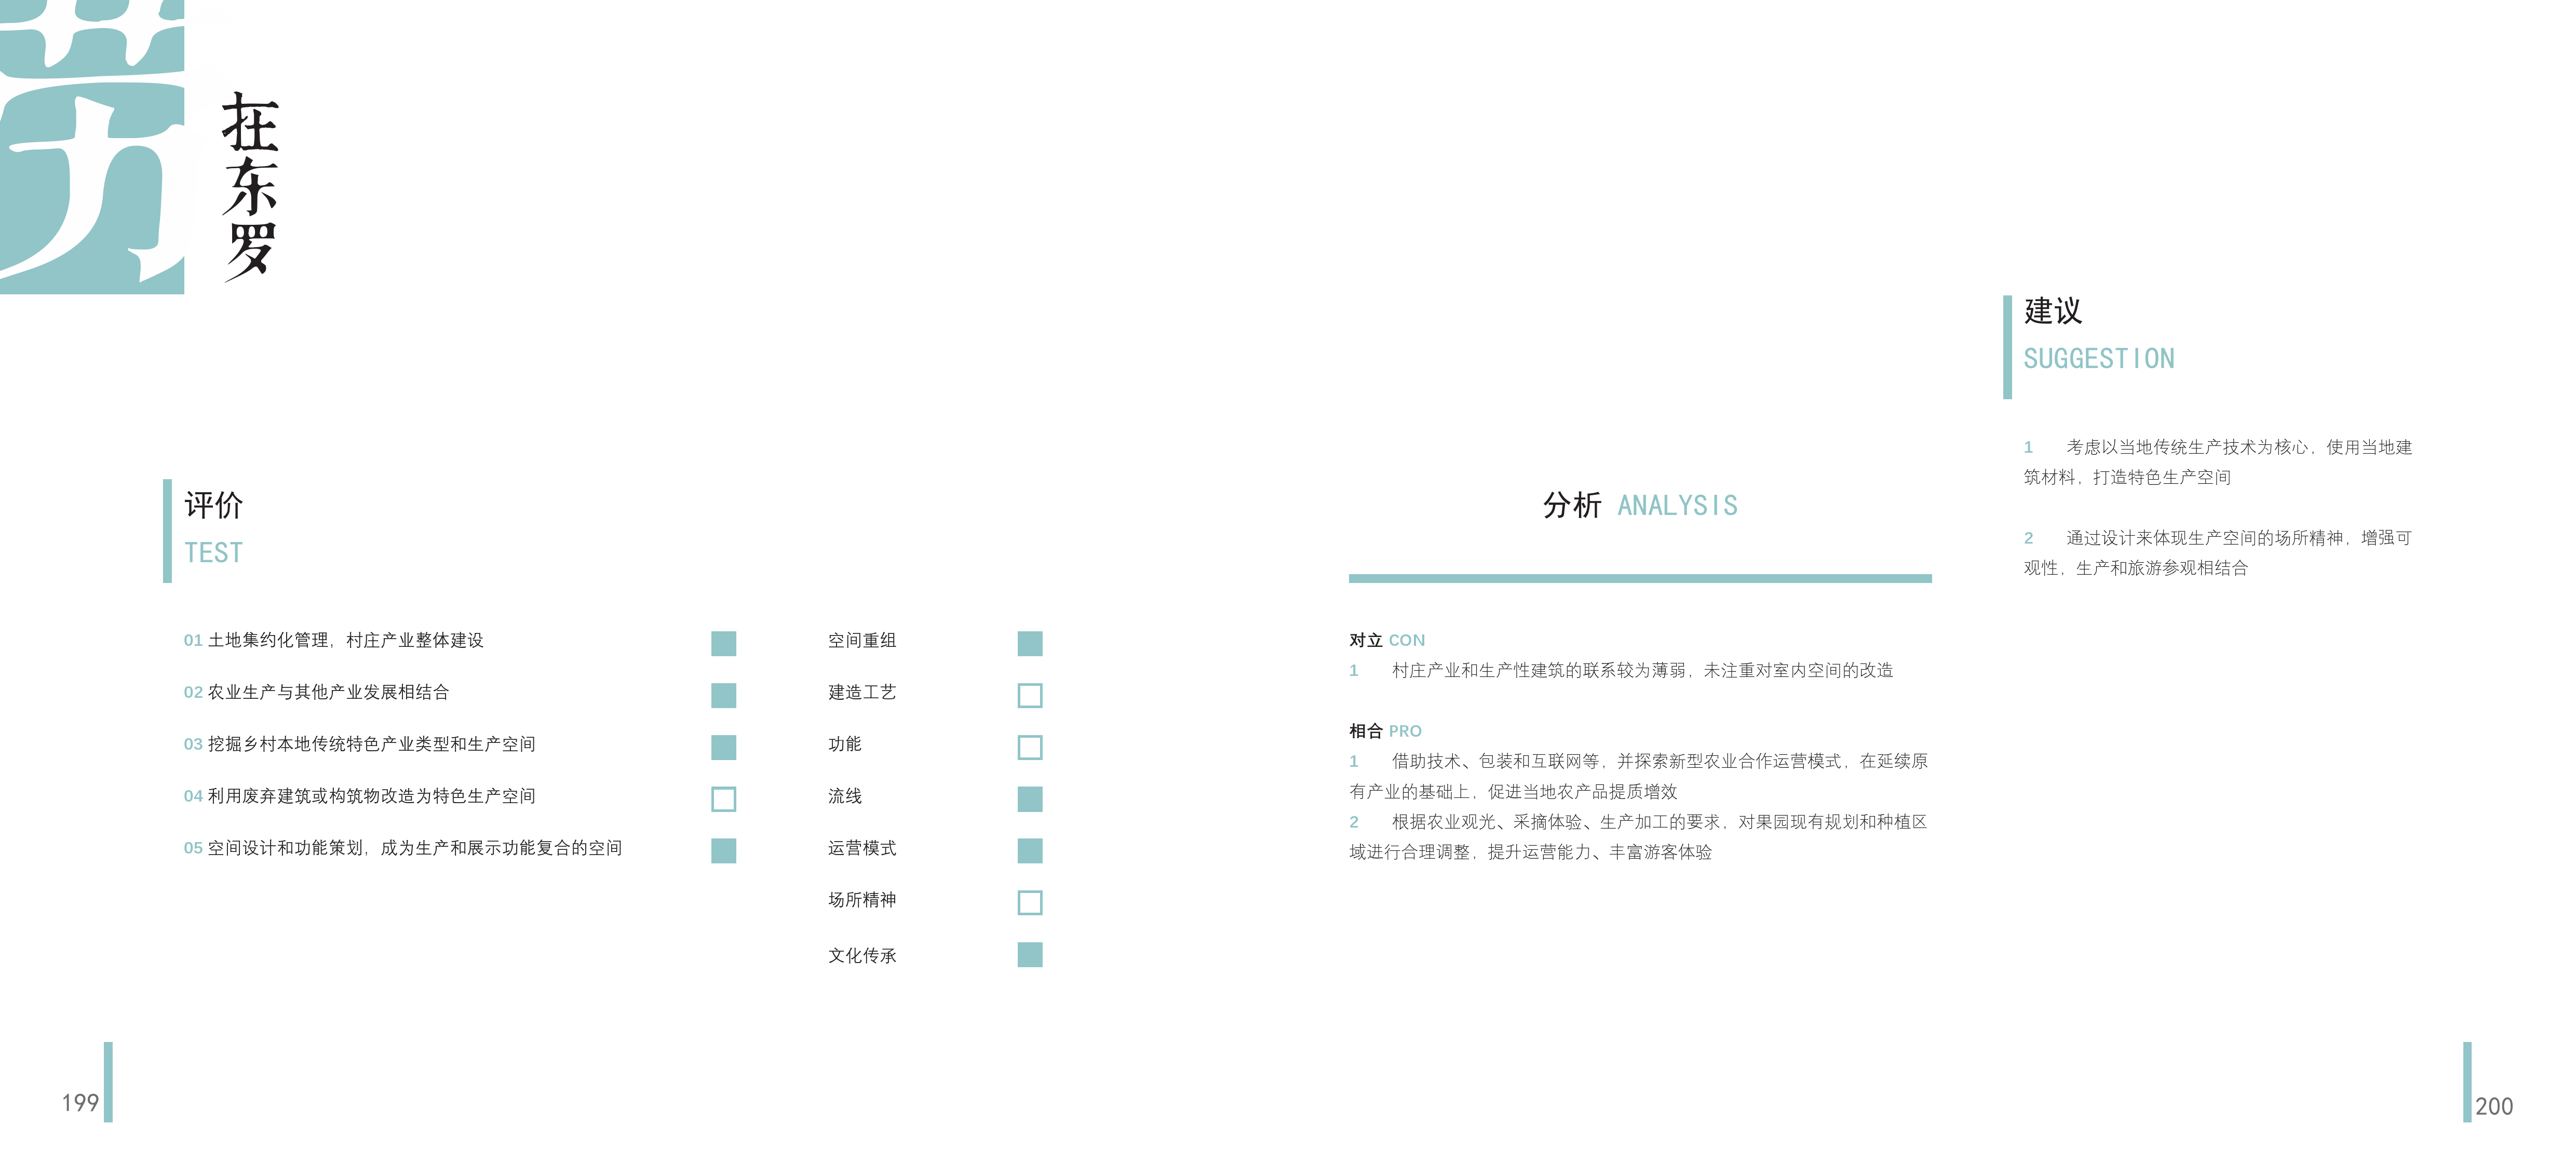 在东罗
评价
TEST
01 土地集约化管理，村庄产业整体建设
02 农业生产与其他产业发展相结合
03 挖掘乡村本地传统特色产业类型和生产空间
04 利用废弃建筑或构筑物改造为特色生产空间
05 空间设计和功能策划，成为生产和展示功能复合的空间
空间重组
建造工艺
功能
流线
运营模式
场所精神
文化传承
199
分析 ANALYSIS
对立 CON
1 村庄产业和生产性建筑的联系较为薄弱，未注重对室内空间的改造
相合 PRO
1 借助技术、包装和互联网等，并探索新型农业合作运营模式，在延续原
有产业的基础上，促进当地农产品提质增效
2 根据农业观光、采摘体验、生产加工的要求，对果园现有规划和种植区
域进行合理调整，提升运营能力、丰富游客体验
建议
SUGGESTION
1 考虑以当地传统生产技术为核心，使用当地建
筑材料，打造特色生产空间
2 通过设计来体现生产空间的场所精神，增强可
观性，生产和旅游参观相结合
200